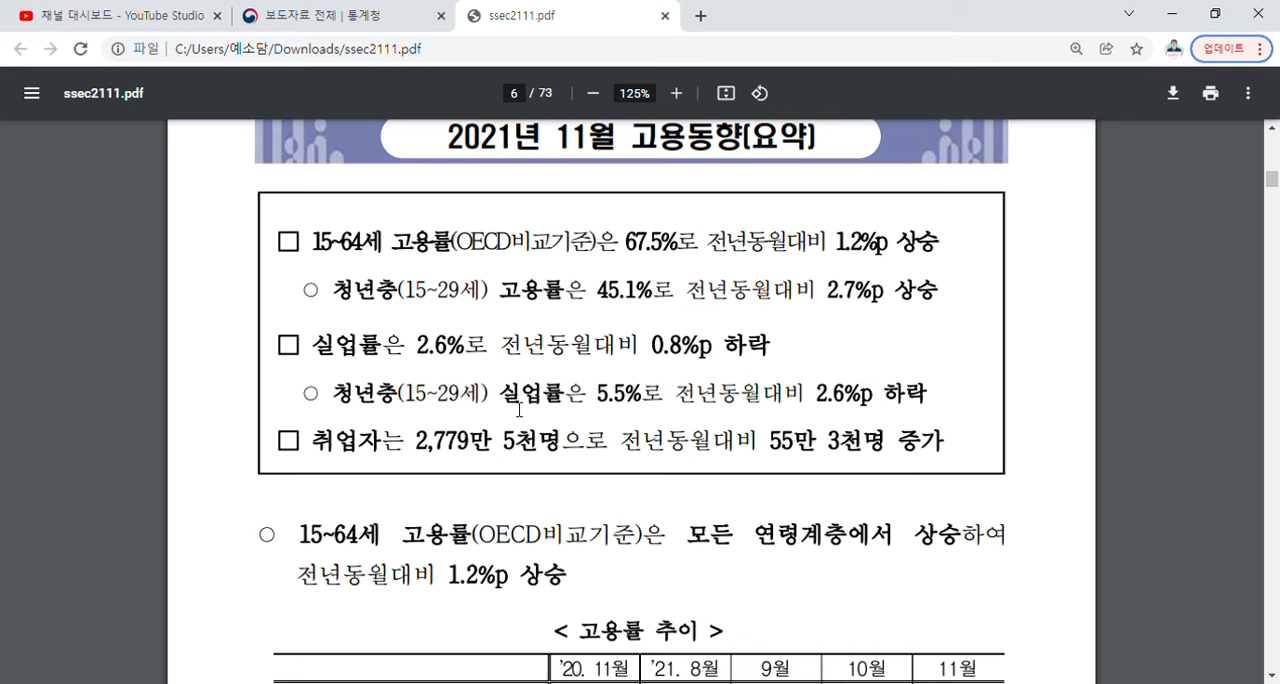 채널 대시보드 - YouTube Studio
보도자료 전체 | 통계청
ssec2111.pdf
파일 | C:/Users/예소담/Downloads/ssec2111.pdf
업데이트
ssec2111.pdf
6 / 73
125%
2021년 11월 고용동향(요약)
□ 15~64세 고용률(OECD비교기준)은 67.5%로 전년동월대비 1.2%p 상승
○ 청년층(15~29세) 고용률은 45.1%로 전년동월대비 2.7%p 상승
□ 실업률은 2.6%로 전년동월대비 0.8%p 하락
○ 청년층(15~29세) 실업률은 5.5%로 전년동월대비 2.6%p 하락
□ 취업자는 2,779만 5천명으로 전년동월대비 55만 3천명 증가
○ 15~64세 고용률(OECD비교기준)은 모든 연령계층에서 상승하여
전년동월대비 1.2%p 상승
< 고용률 추이 >
'20. 11월 '21. 8월 9월 10월 11월